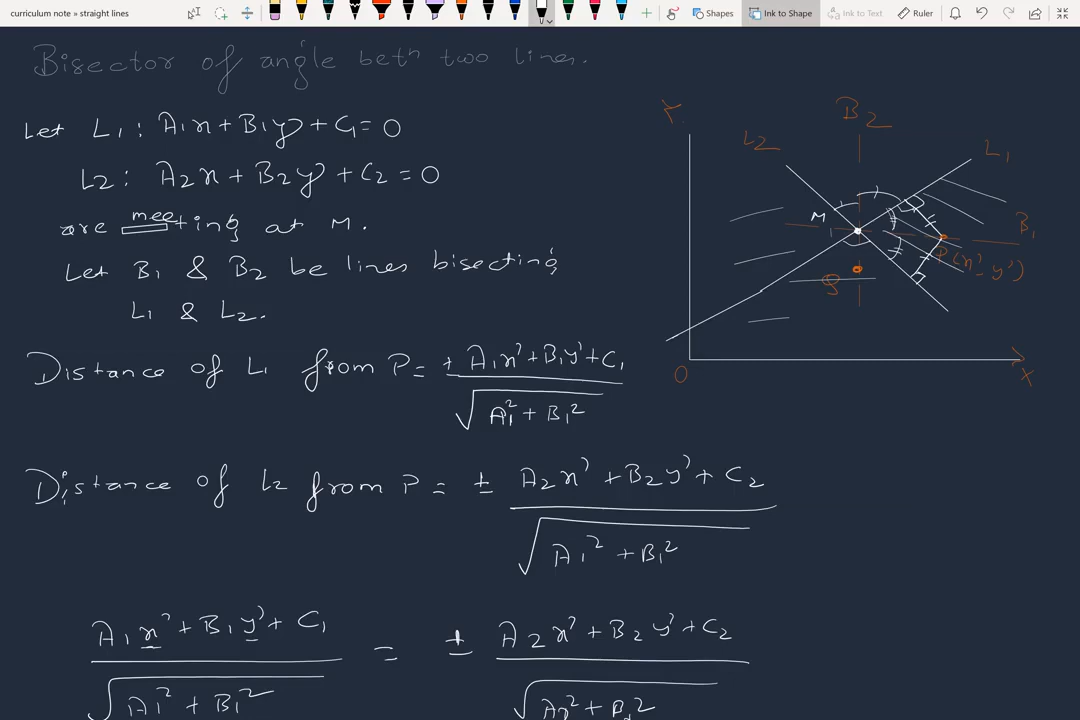 curriculum note » straight lines
Shapes Ink to Shape Ink to Text Ruler
Bisector of angle betⁿ two lines.
Let L₁ : A₁x + B₁y + C₁ = 0
L₂ : A₂x + B₂y + C₂ = 0
are meeting at M.
Let B₁ & B₂ be lines bisecting
L₁ & L₂.
Distance of L₁ from P = ± A₁x' + B₁y' + C₁ / √A₁² + B₁²
Distance of L₂ from P = ± A₂x' + B₂y' + C₂ / √A₁² + B₁²
A₁x' + B₁y' + C₁ / √A₁² + B₁² = ± A₂x' + B₂y' + C₂ / √A₂² + B₂²
Y
B₂
L₂
L₁
M
B₁
P(x', y')
Q
O
X